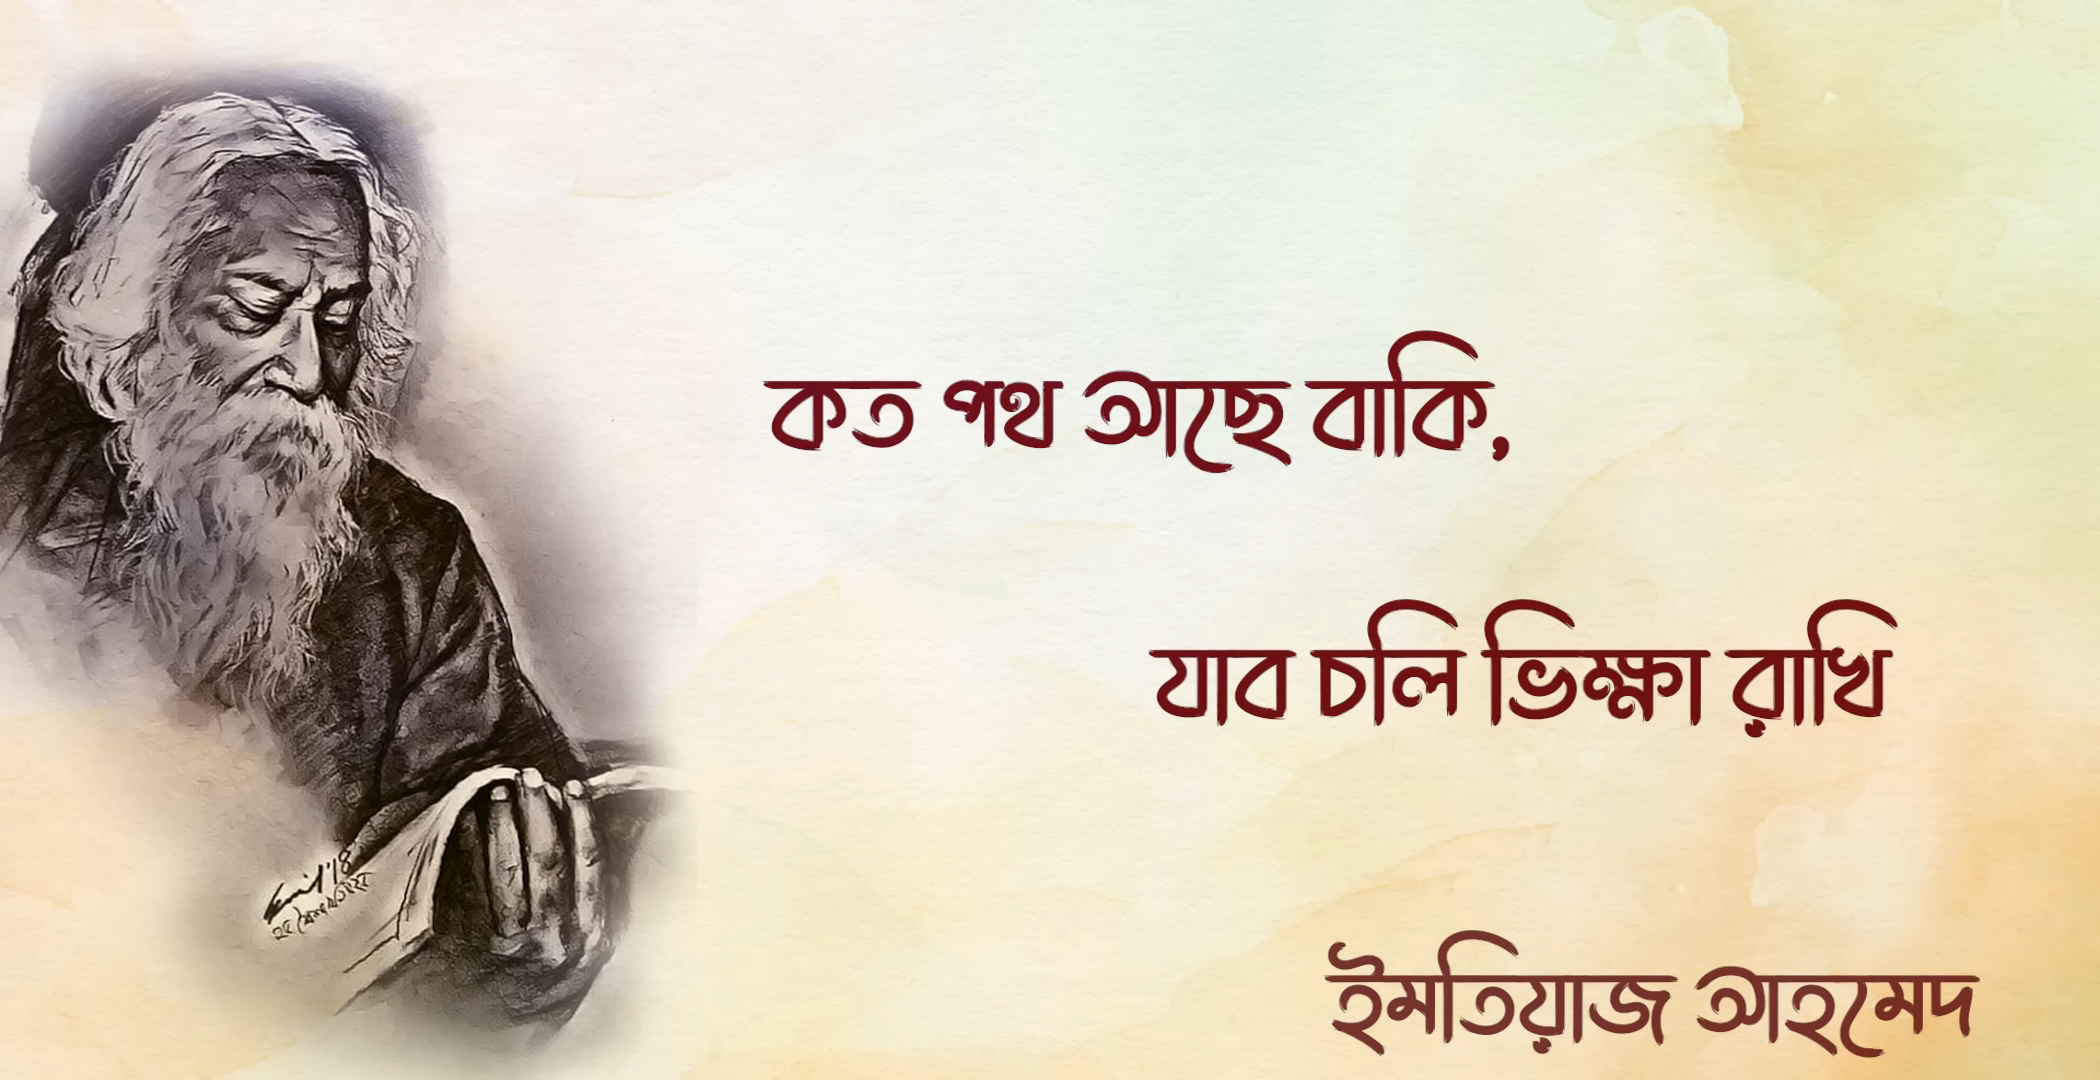 কত পথ আছে বাকি,
যাব চলি ভিক্ষা রাখি
ইমতিয়াজ আহমেদ